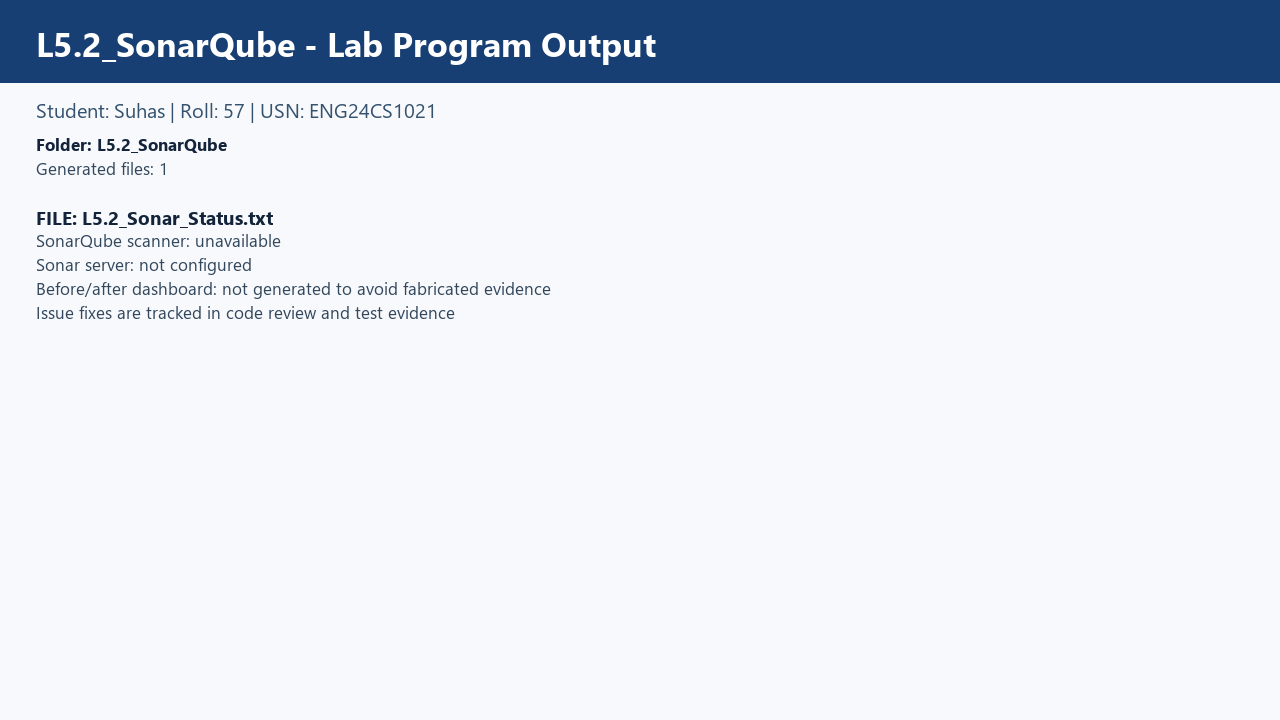 L5.2_SonarQube - Lab Program Output
Student: Suhas | Roll: 57 | USN: ENG24CS1021
Folder: L5.2_SonarQube
Generated files: 1
FILE: L5.2_Sonar_Status.txt
SonarQube scanner: unavailable
Sonar server: not configured
Before/after dashboard: not generated to avoid fabricated evidence
Issue fixes are tracked in code review and test evidence